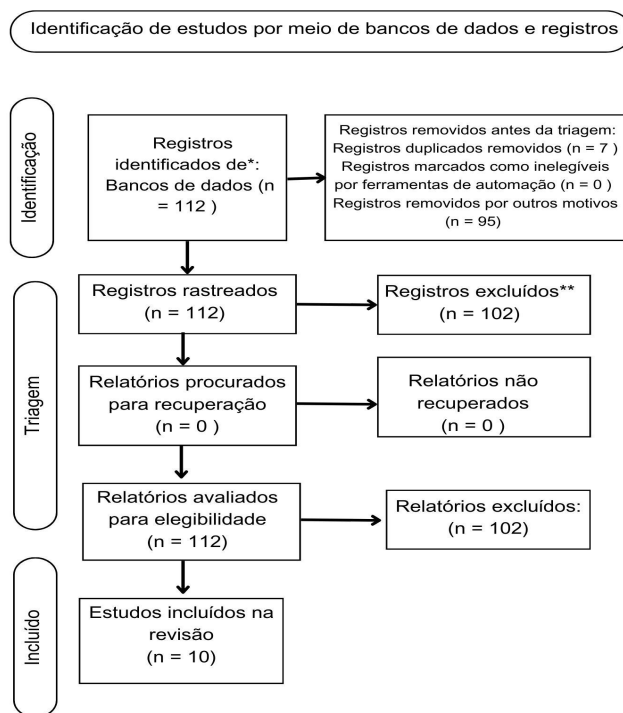 Identificação de estudos por meio de bancos de dados e registros
Identificação
Registros
identificados de*:
Bancos de dados (n
= 112 )
Registros removidos antes da triagem:
Registros duplicados removidos (n = 7 )
Registros marcados como inelegíveis
por ferramentas de automação (n = 0 )
Registros removidos por outros motivos
(n = 95)
Triagem
Registros rastreados
(n = 112)
Registros excluídos**
(n = 102)
Relatórios procurados
para recuperação
(n = 0 )
Relatórios não
recuperados
(n = 0 )
Relatórios avaliados
para elegibilidade
(n = 112)
Relatórios excluídos:
(n = 102)
Incluído
Estudos incluídos na
revisão
(n = 10)